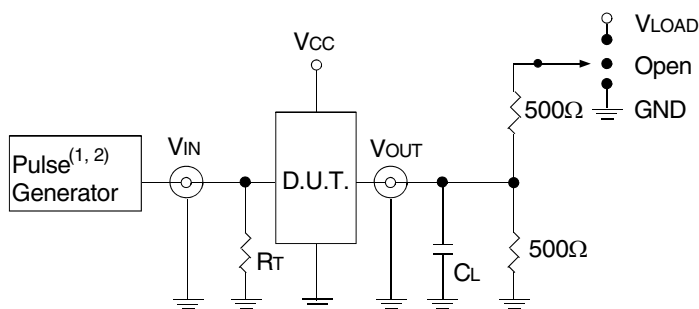 VLOAD
VCC
Open
500Ω
GND
Pulse(1, 2)
Generator
VIN
D.U.T.
VOUT
RT
CL
500Ω